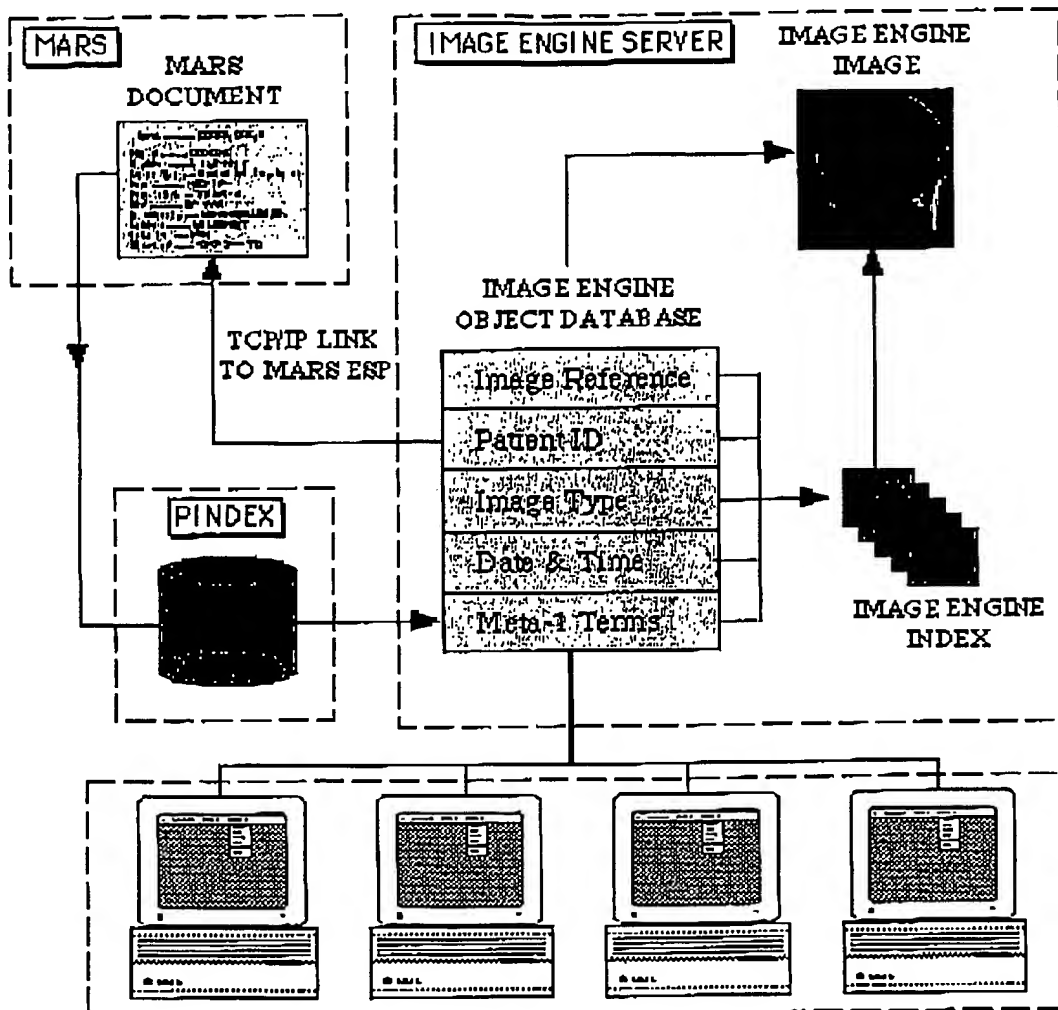 MARS
MARS
DOCUMENT
IMAGE ENGINE SERVER
IMAGE ENGINE
IMAGE
IMAGE ENGINE
OBJECT DATABASE
TCP/IP LINK
TO MARS ESP
Image Reference
Patient ID
Image Type
Date & Time
Meta-1 Terms
PINDEX
IMAGE ENGINE
INDEX